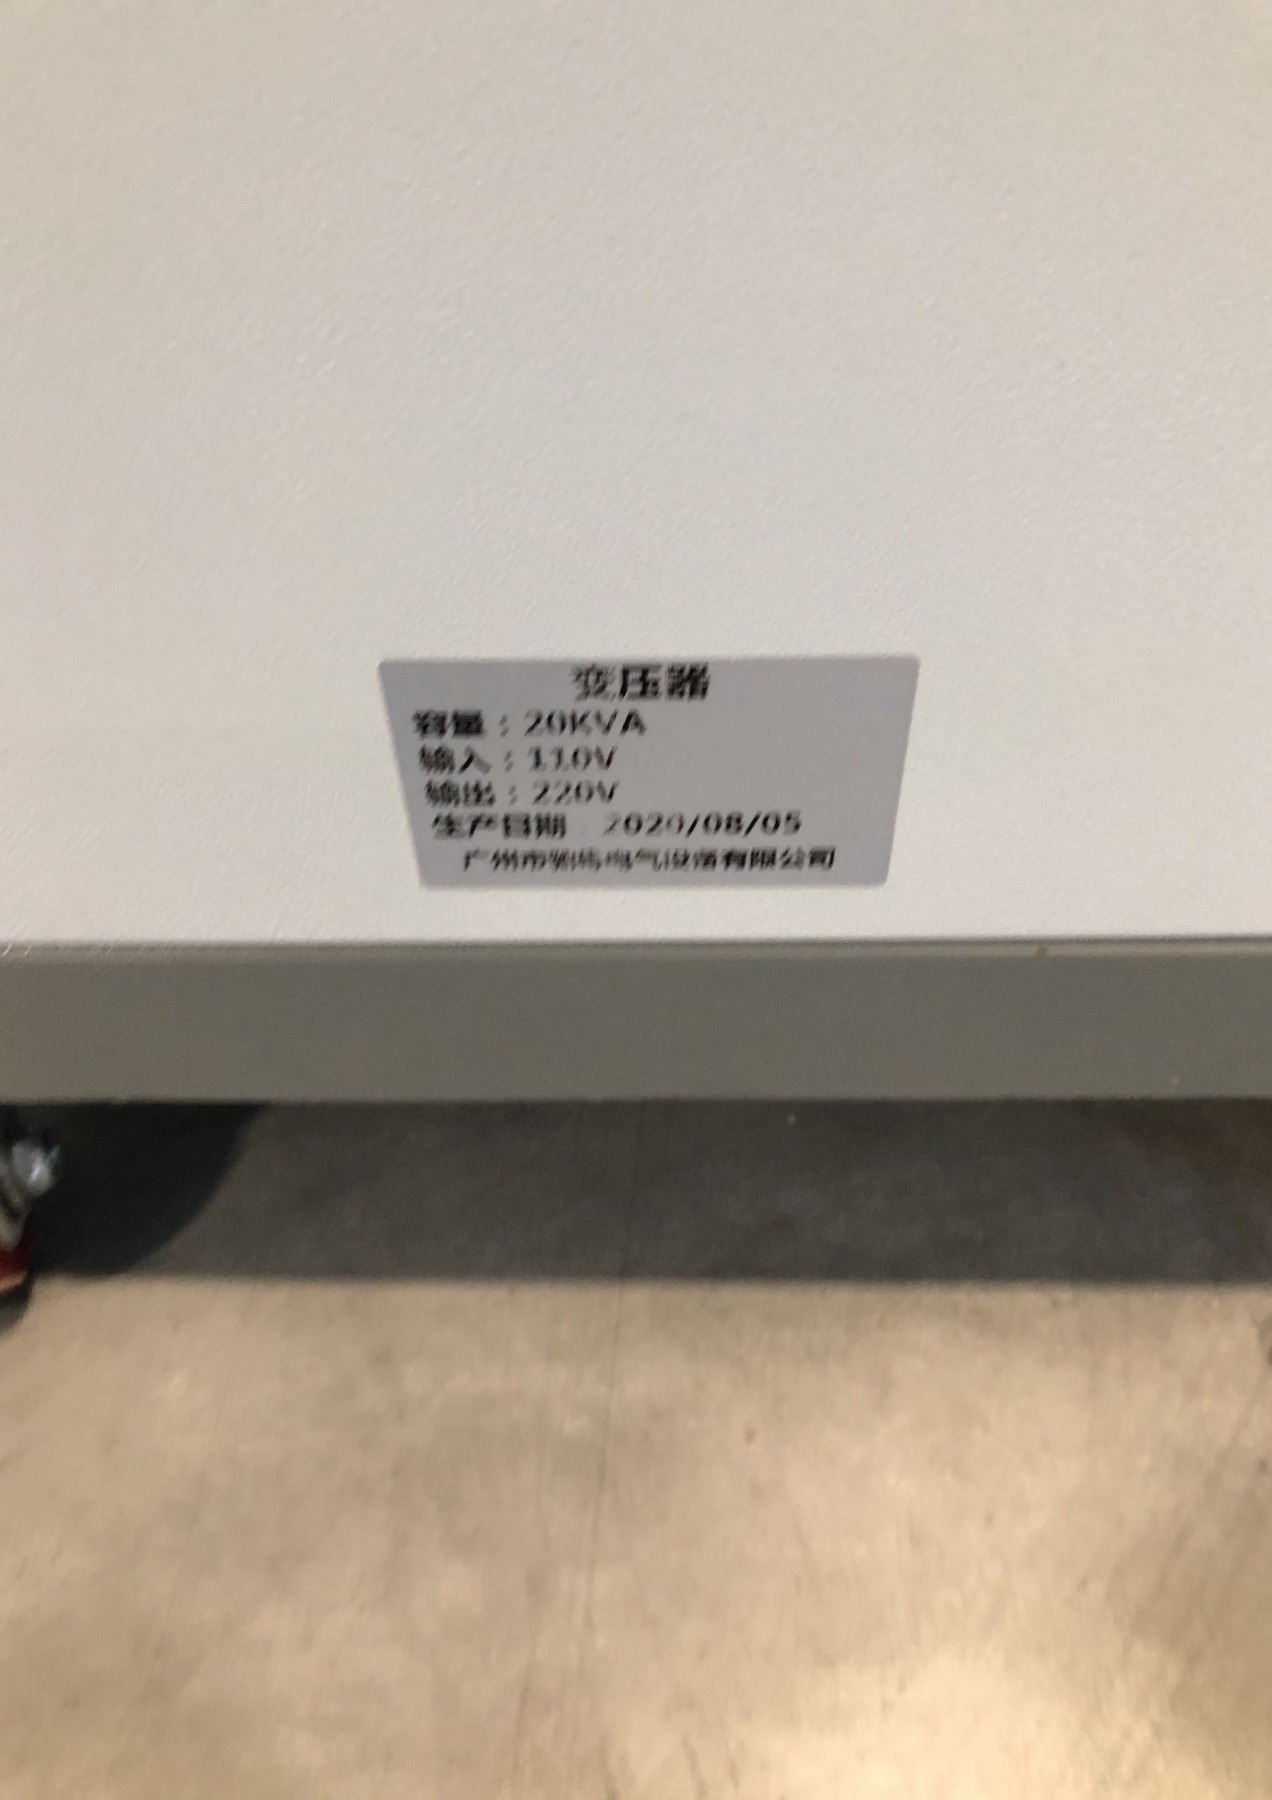 变压器
容量：20KVA
输入：110V
输出：220V
生产日期：2020/08/05
广州市电气设备有限公司